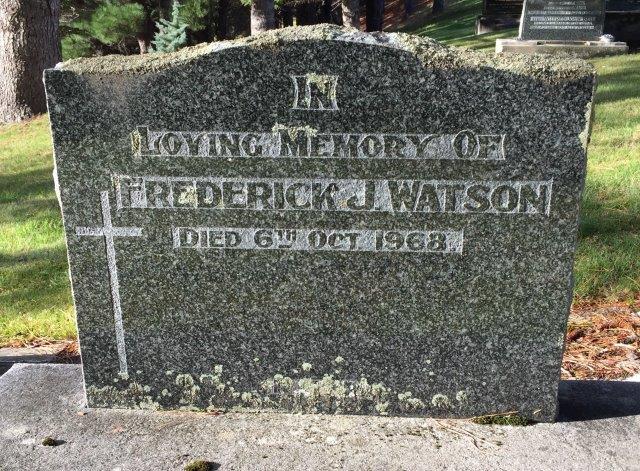 IN
LOVING MEMORY OF
FREDERICK J. WATSON
DIED 6TH OCT. 1968.